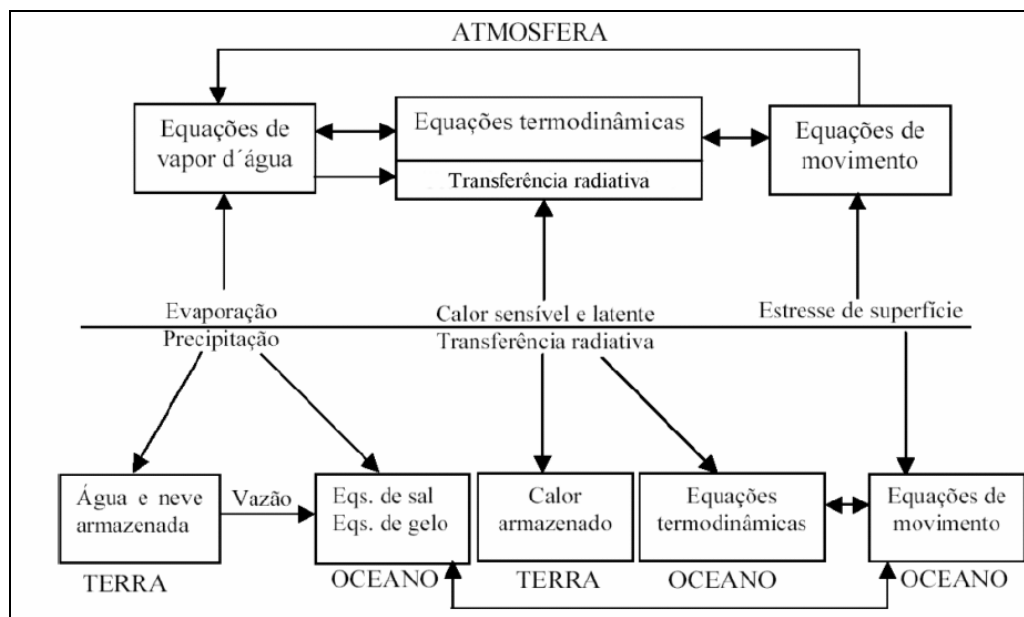 ATMOSFERA
Equações de
vapor d´água
Equações termodinâmicas
Transferência radiativa
Equações de
movimento
Evaporação
Precipitação
Calor sensível e latente
Transferência radiativa
Estresse de superfície
Água e neve
armazenada
Vazão
Eqs. de sal
Eqs. de gelo
Calor
armazenado
Equações
termodinâmicas
Equações de
movimento
TERRA
OCEANO
TERRA
OCEANO
OCEANO